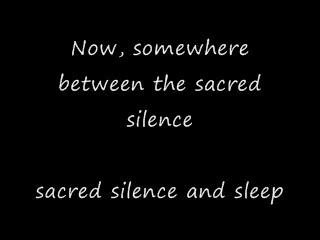 Now, somewhere
between the sacred
silence
sacred silence and sleep